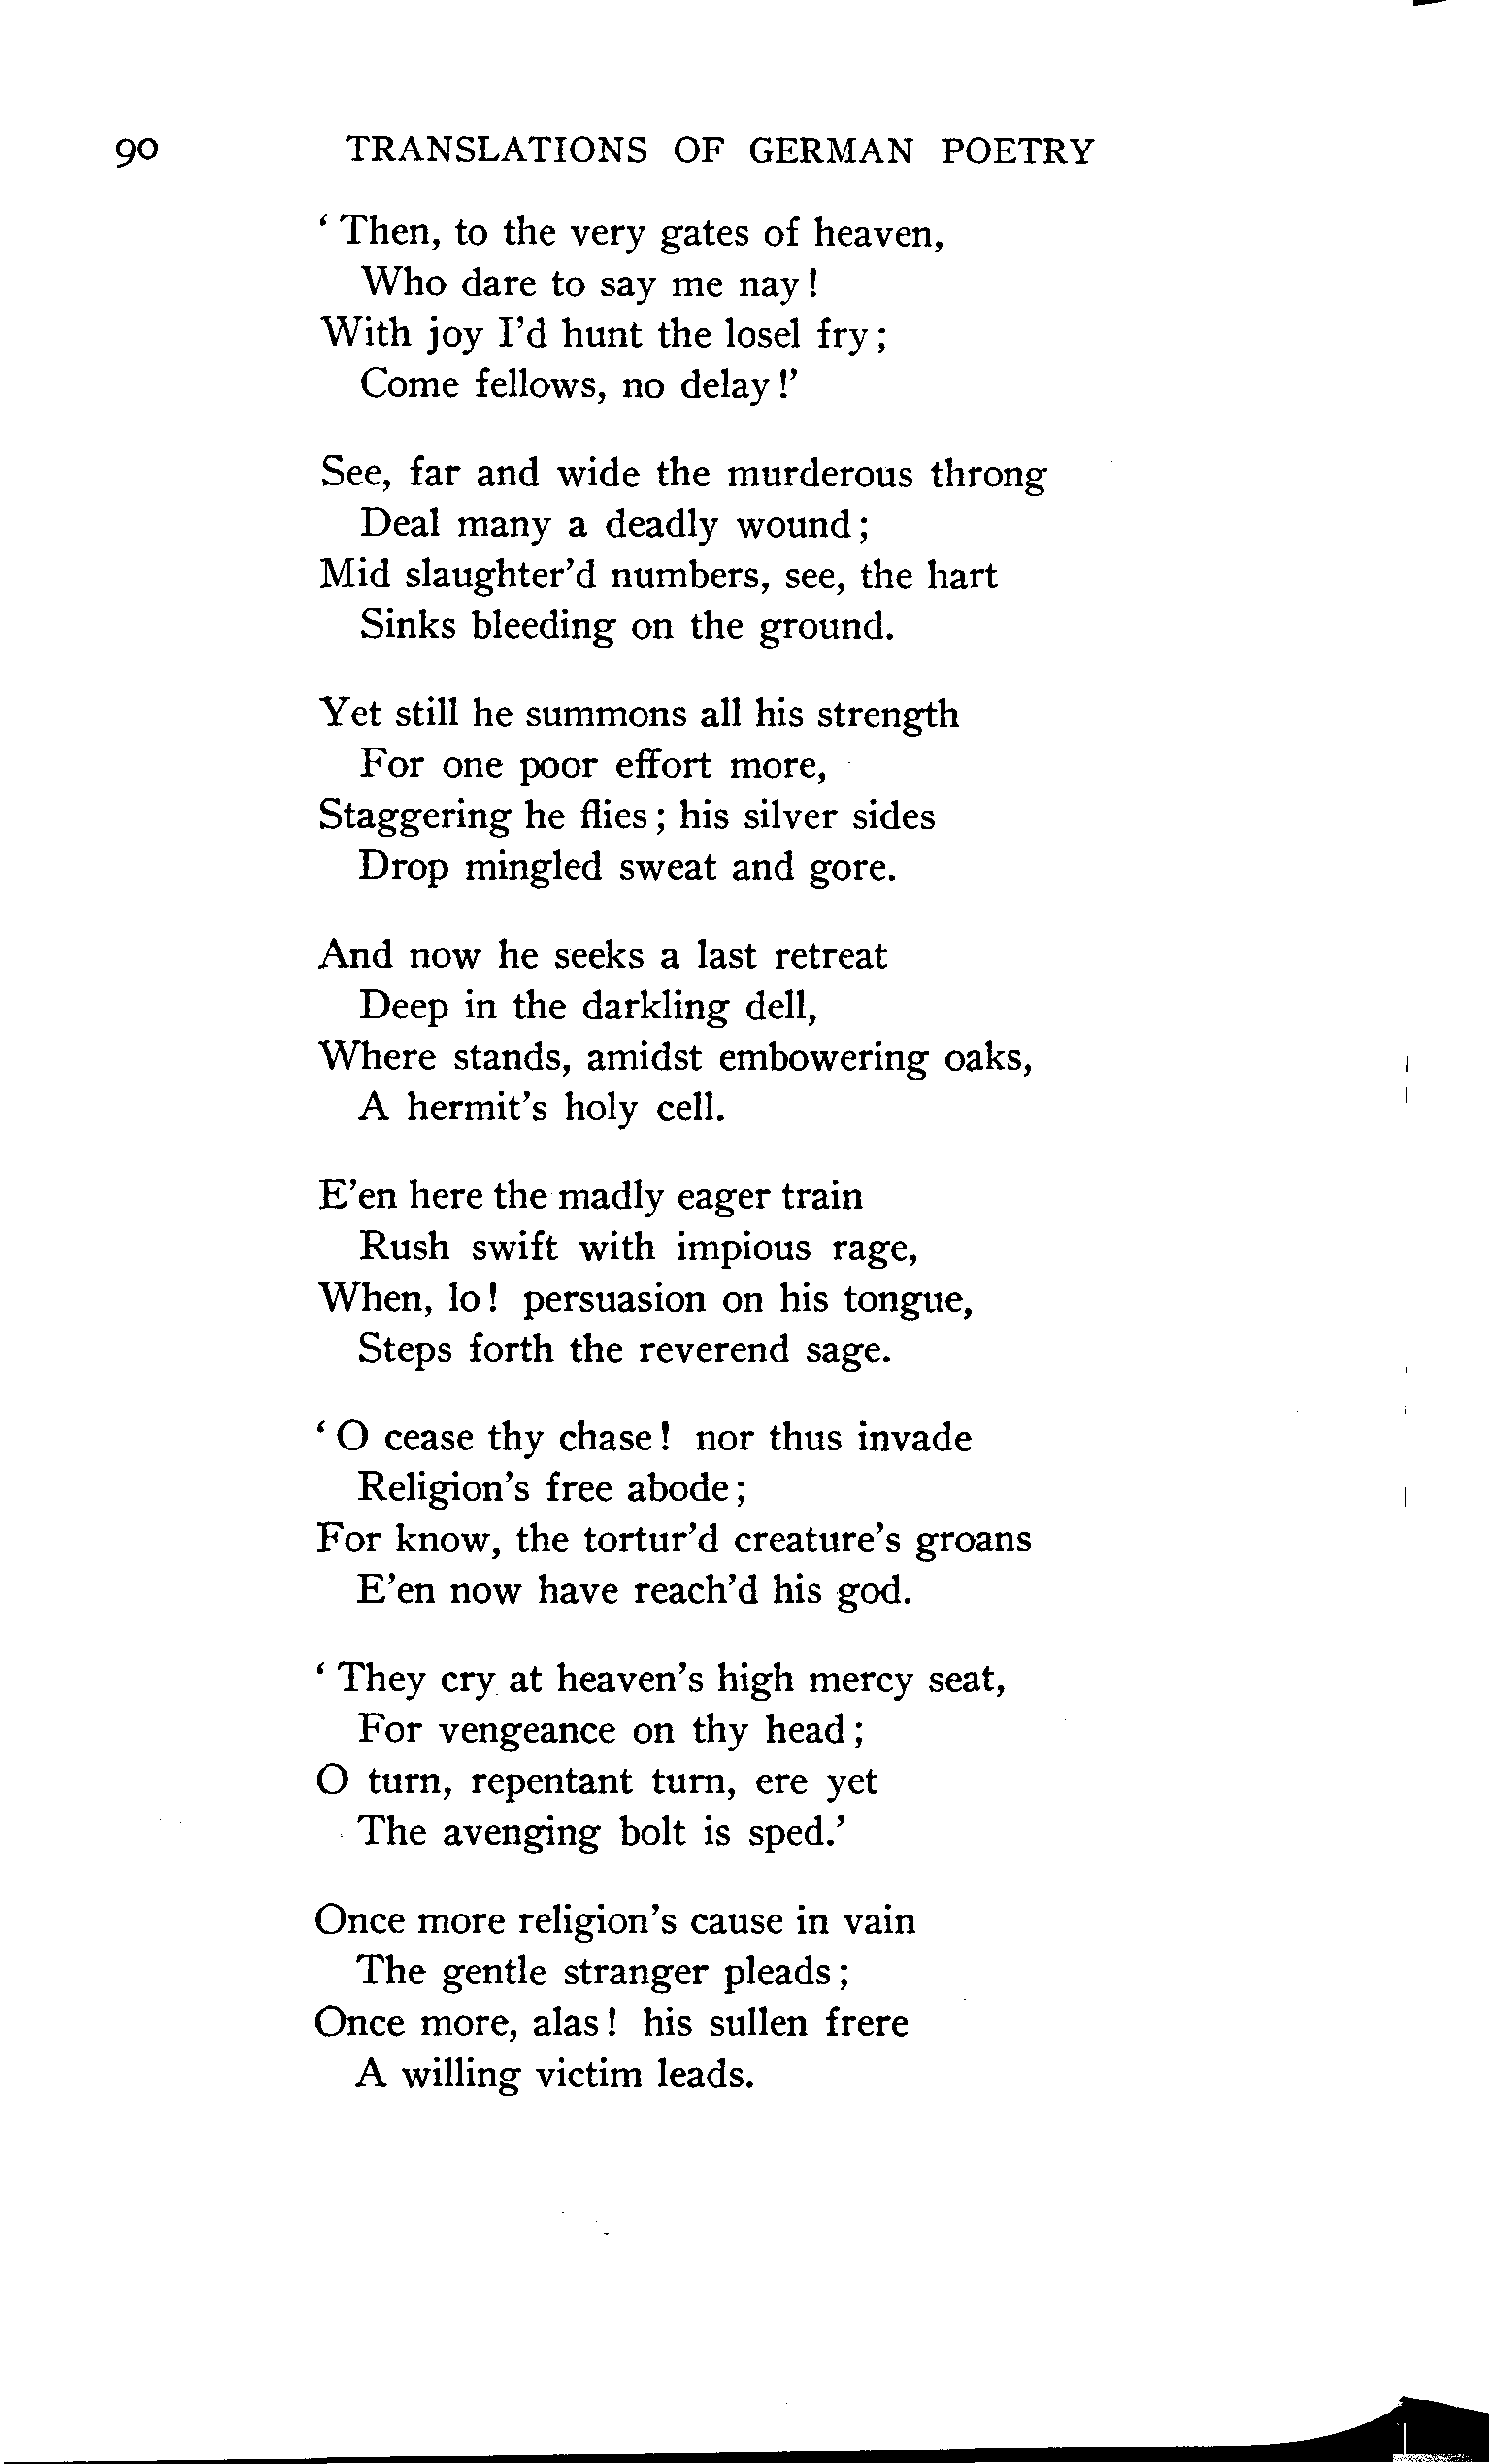 90 TRANSLATIONS OF GERMAN POETRY
‘ Then, to the very gates of heaven,
Who dare to say me nay !
With joy I’d hunt the losel fry ;
Come fellows, no delay !’
See, far and wide the murderous throng
Deal many a deadly wound ;
Mid slaughter’d numbers, see, the hart
Sinks bleeding on the ground.
Yet still he summons all his strength
For one poor effort more,
Staggering he flies ; his silver sides
Drop mingled sweat and gore.
And now he seeks a last retreat
Deep in the darkling dell,
Where stands, amidst embowering oaks,
A hermit’s holy cell.
E’en here the madly eager train
Rush swift with impious rage,
When, lo ! persuasion on his tongue,
Steps forth the reverend sage.
‘ O cease thy chase ! nor thus invade
Religion’s free abode ;
For know, the tortur’d creature’s groans
E’en now have reach’d his god.
‘ They cry at heaven’s high mercy seat,
For vengeance on thy head ;
O turn, repentant turn, ere yet
The avenging bolt is sped.’
Once more religion’s cause in vain
The gentle stranger pleads ;
Once more, alas ! his sullen frere
A willing victim leads.